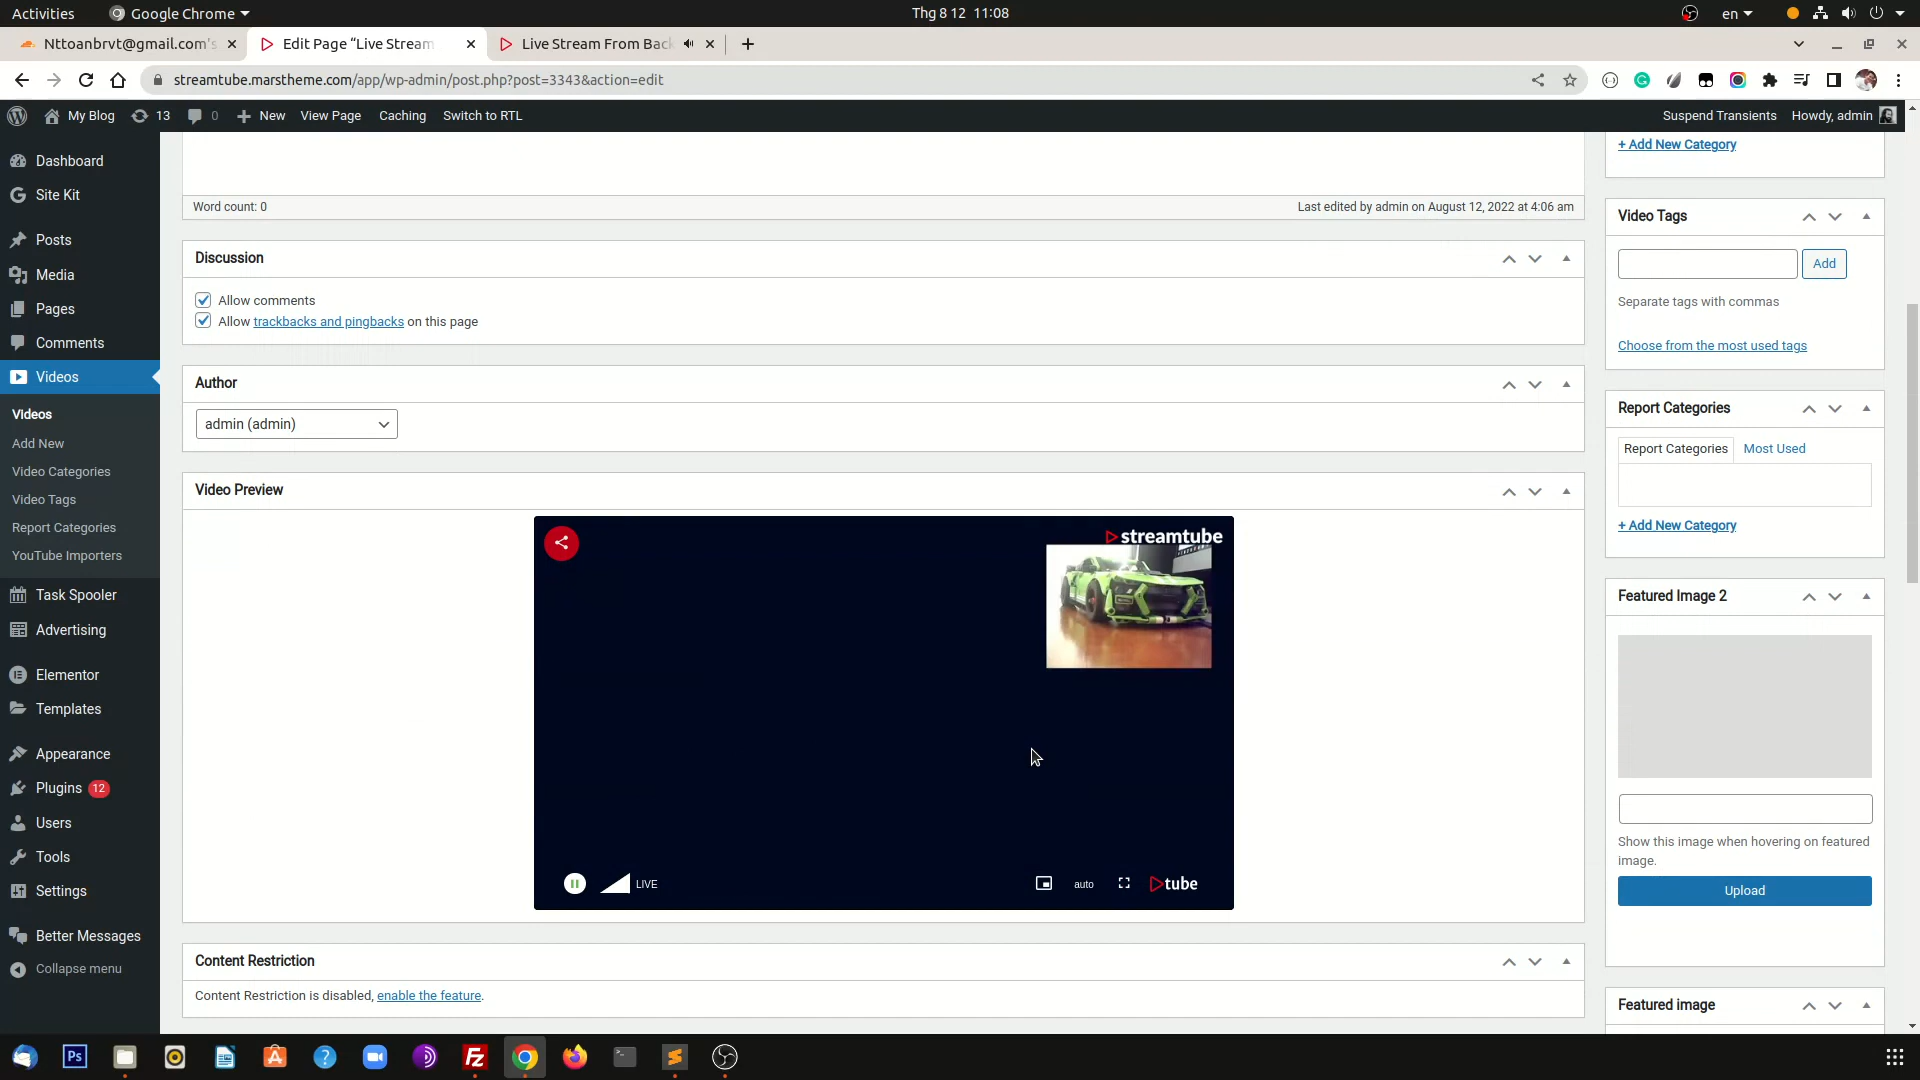 Activities
Google Chrome
Thg 8 12 11:08
en
Nttoanbrvt@gmail.com's
Edit Page “Live Stream
Live Stream From Back
streamtube.marstheme.com/app/wp-admin/post.php?post=3343&action=edit
My Blog
13
0
New
View Page
Caching
Switch to RTL
Suspend Transients
Howdy, admin
Dashboard
Site Kit
Posts
Media
Pages
Comments
Videos
Videos
Add New
Video Categories
Video Tags
Report Categories
YouTube Importers
Task Spooler
Advertising
Elementor
Templates
Appearance
Plugins 12
Users
Tools
Settings
Better Messages
Collapse menu
Word count: 0
Last edited by admin on August 12, 2022 at 4:06 am
Discussion
Allow comments
Allow trackbacks and pingbacks on this page
Author
admin (admin)
Video Preview
streamtube
LIVE
auto
tube
Content Restriction
Content Restriction is disabled, enable the feature.
+ Add New Category
Video Tags
Add
Separate tags with commas
Choose from the most used tags
Report Categories
Report Categories
Most Used
+ Add New Category
Featured Image 2
Show this image when hovering on featured
image.
Upload
Featured image
Ps